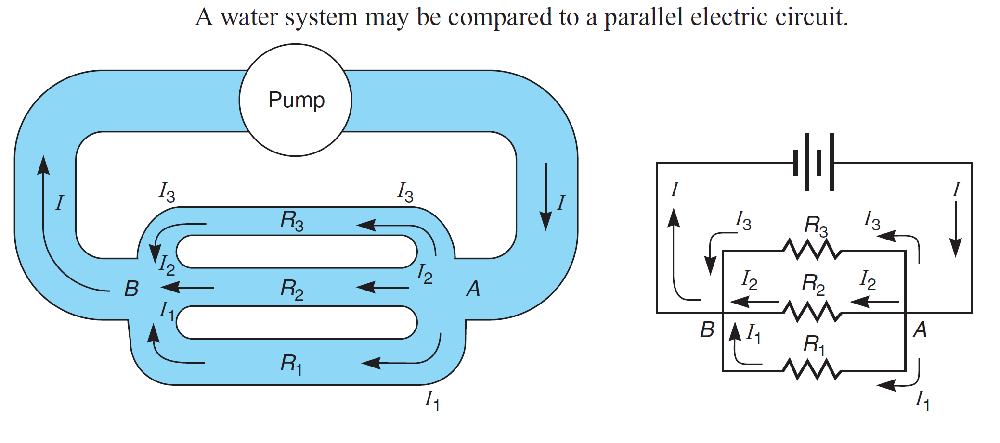 A water system may be compared to a parallel electric circuit.
Pump
I
I
I3
I3
R3
I2
I2
B
R2
A
I1
R1
I1
I
I
I3
R3
I3
I2
R2
I2
B
I1
R1
A
I1